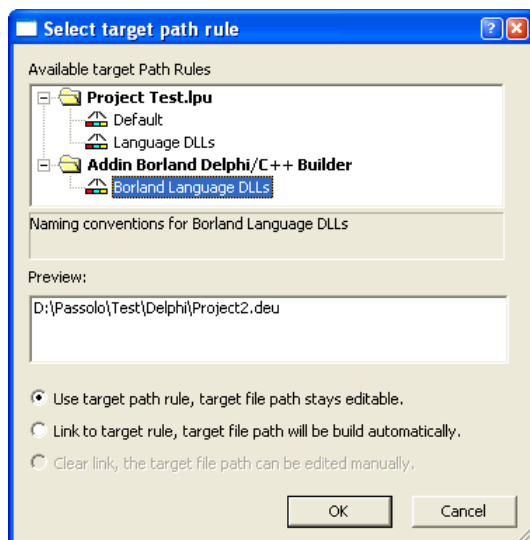 Select target path rule
Available target Path Rules
Project Test.lpu
Default
Language DLLs
Addin Borland Delphi/C++ Builder
Borland Language DLLs
Naming conventions for Borland Language DLLs
Preview:
D:\Passolo\Test\Delphi\Project2.deu
Use target path rule, target file path stays editable.
Link to target rule, target file path will be build automatically.
Clear link, the target file path can be edited manually.
OK Cancel